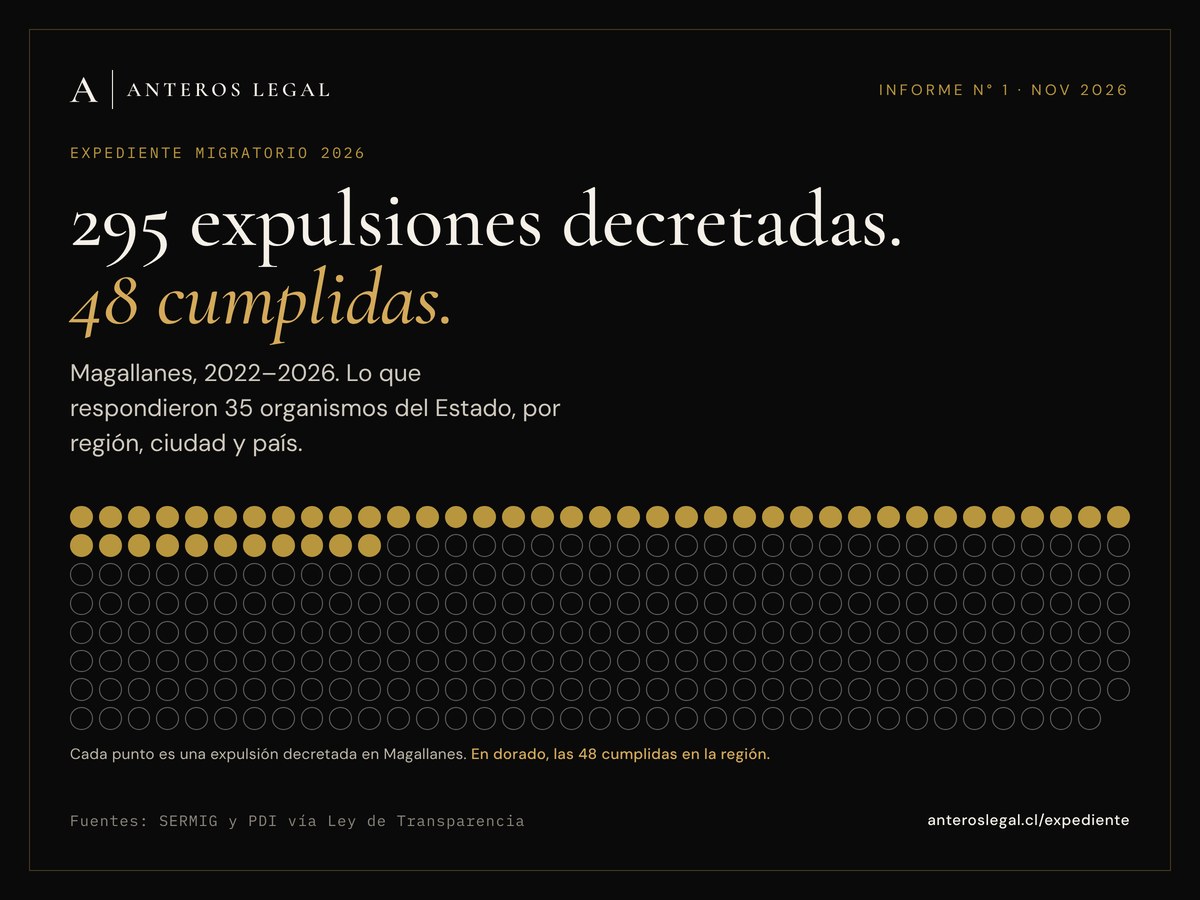 A | ANTEROS LEGAL
INFORME N° 1 · NOV 2026
EXPEDIENTE MIGRATORIO 2026
295 expulsiones decretadas.
48 cumplidas.
Magallanes, 2022–2026. Lo que
respondieron 35 organismos del Estado, por
región, ciudad y país.
Cada punto es una expulsión decretada en Magallanes. En dorado, las 48 cumplidas en la región.
Fuentes: SERMIG y PDI vía Ley de Transparencia
anteroslegal.cl/expediente